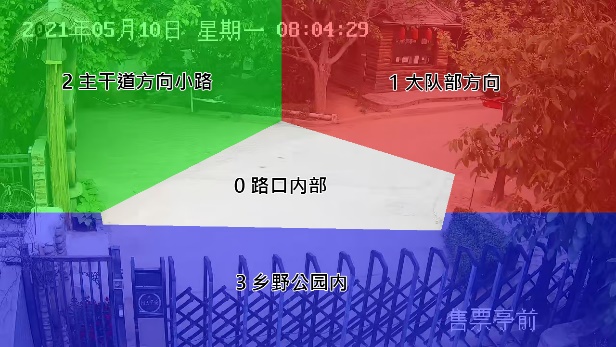 2021年05月10日 星期一 08:04:29
2 主干道方向小路
1 大队部方向
0 路口内部
3 乡野公园内
售票亭前